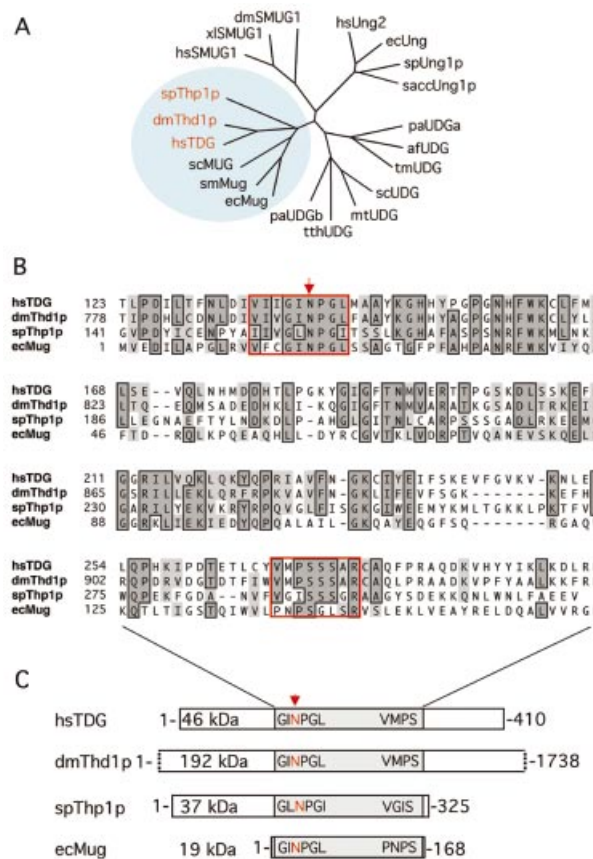 A
dmSMUG1
xlSMUG1
hsSMUG1
hsUng2
ecUng
spUng1p
saccUng1p
spThp1p
dmThd1p
hsTDG
scMUG
smMug
ecMug
paUDGa
afUDG
tmUDG
scUDG
mtUDG
tthUDG
paUDGb
B
hsTDG 123 TLPDILTFNLDIVIIGINPGLMAAYKGHHYPGPGNHFWKCLFM
dmThd1p 778 TPHDLLTYNLDIVIVGINPGLFAAYKGHHYAGPGNHFWKCLYL
spThp1p 141 GVPDYICENPYAIIVGLNPGITSSLKGHAFASPSNRFWKMLNK
ecMug 1 MVEDILAPGLRVVFCGINPGLSSAGTGFPFAHPANRFWKVIYQ
hsTDG 168 LSE--VQLNHMDDHTLPGKYGIGFTNMVERTTPGSKDLSSKEF
dmThd1p 823 LTQ--EQMSADEDHKLI-KQGIGFTNMVARATKGSADLTRKEI
spThp1p 186 LLEGNAEFTYLNDKDLP-AHGLGITNLCARPSSSGADLRKEEM
ecMug 46 FTD--RQLKPQEAQHLL-DYRCGVTKLVDRPTVQANEVSKQEL
hsTDG 211 GGRILVQKLQKYQPRIAVFN-GKCIYEIFSKEVFGVKV-KNLE
dmThd1p 865 SRILLEKLQRFRPKVAVFN-GKLIFEVFSGK-------KEFH
spThp1p 230 GARILYEKVKRYRPQVGLFISGKGIWEEMYKMLTGKKLPKTFV
ecMug 88 GGRKLIEKIEDYQPQALAILG-KQAYEQGFSQ------RGAQ
hsTDG 254 LQPHKIPDTETLCYVMPSSSARCAQFPRAQDKVHYYIKLKDLR
dmThd1p 902 RQPDRVDGTDTFIWVMPSSSARCAQLPRAADKVPFYAALKKFR
spThp1p 275 WQPEKFGDA--NVFVGISSSGRAAGYSDEKKQNLWNLFAEEV
ecMug 125 KQTLTIGSTQIWVLPNPSGLSRVSLEKLVEAYRELDQALVVRG
C
hsTDG 1- 46 kDa GINPGL VMPS -410
dmThd1p 1- 192 kDa GINPGL VMPS -1738
spThp1p 1- 37 kDa GLNPGI VGIS -325
ecMug 19 kDa 1- GINPGL PNPS -168